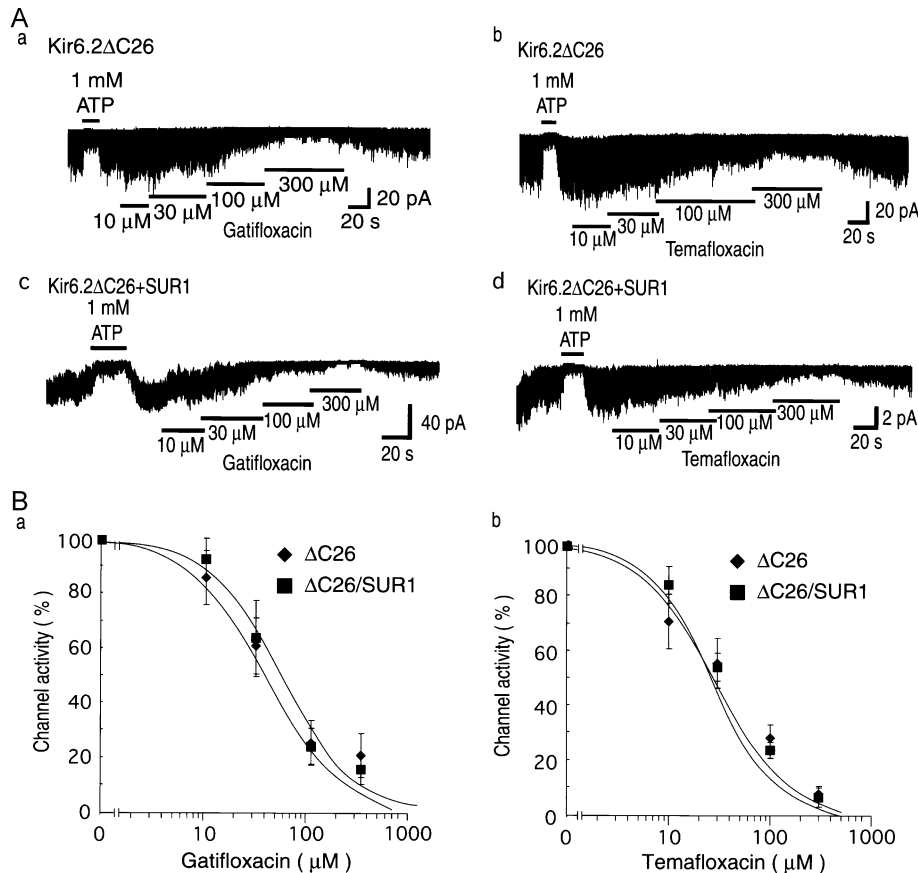 A
a
Kir6.2ΔC26
1 mM
ATP
10 μM
30 μM
100 μM
300 μM
20 pA
20 s
Gatifloxacin
b
Kir6.2ΔC26
1 mM
ATP
10 μM
30 μM
100 μM
300 μM
20 pA
20 s
Temafloxacin
c
Kir6.2ΔC26+SUR1
1 mM
ATP
10 μM
30 μM
100 μM
300 μM
40 pA
20 s
Gatifloxacin
d
Kir6.2ΔC26+SUR1
1 mM
ATP
10 μM
30 μM
100 μM
300 μM
2 pA
20 s
Temafloxacin
B
a
100
80
60
40
20
0
Channel activity ( % )
ΔC26
ΔC26/SUR1
0 10 100 1000
Gatifloxacin ( μM )
b
100
80
60
40
20
0
Channel activity ( % )
ΔC26
ΔC26/SUR1
0 10 100 1000
Temafloxacin ( μM )